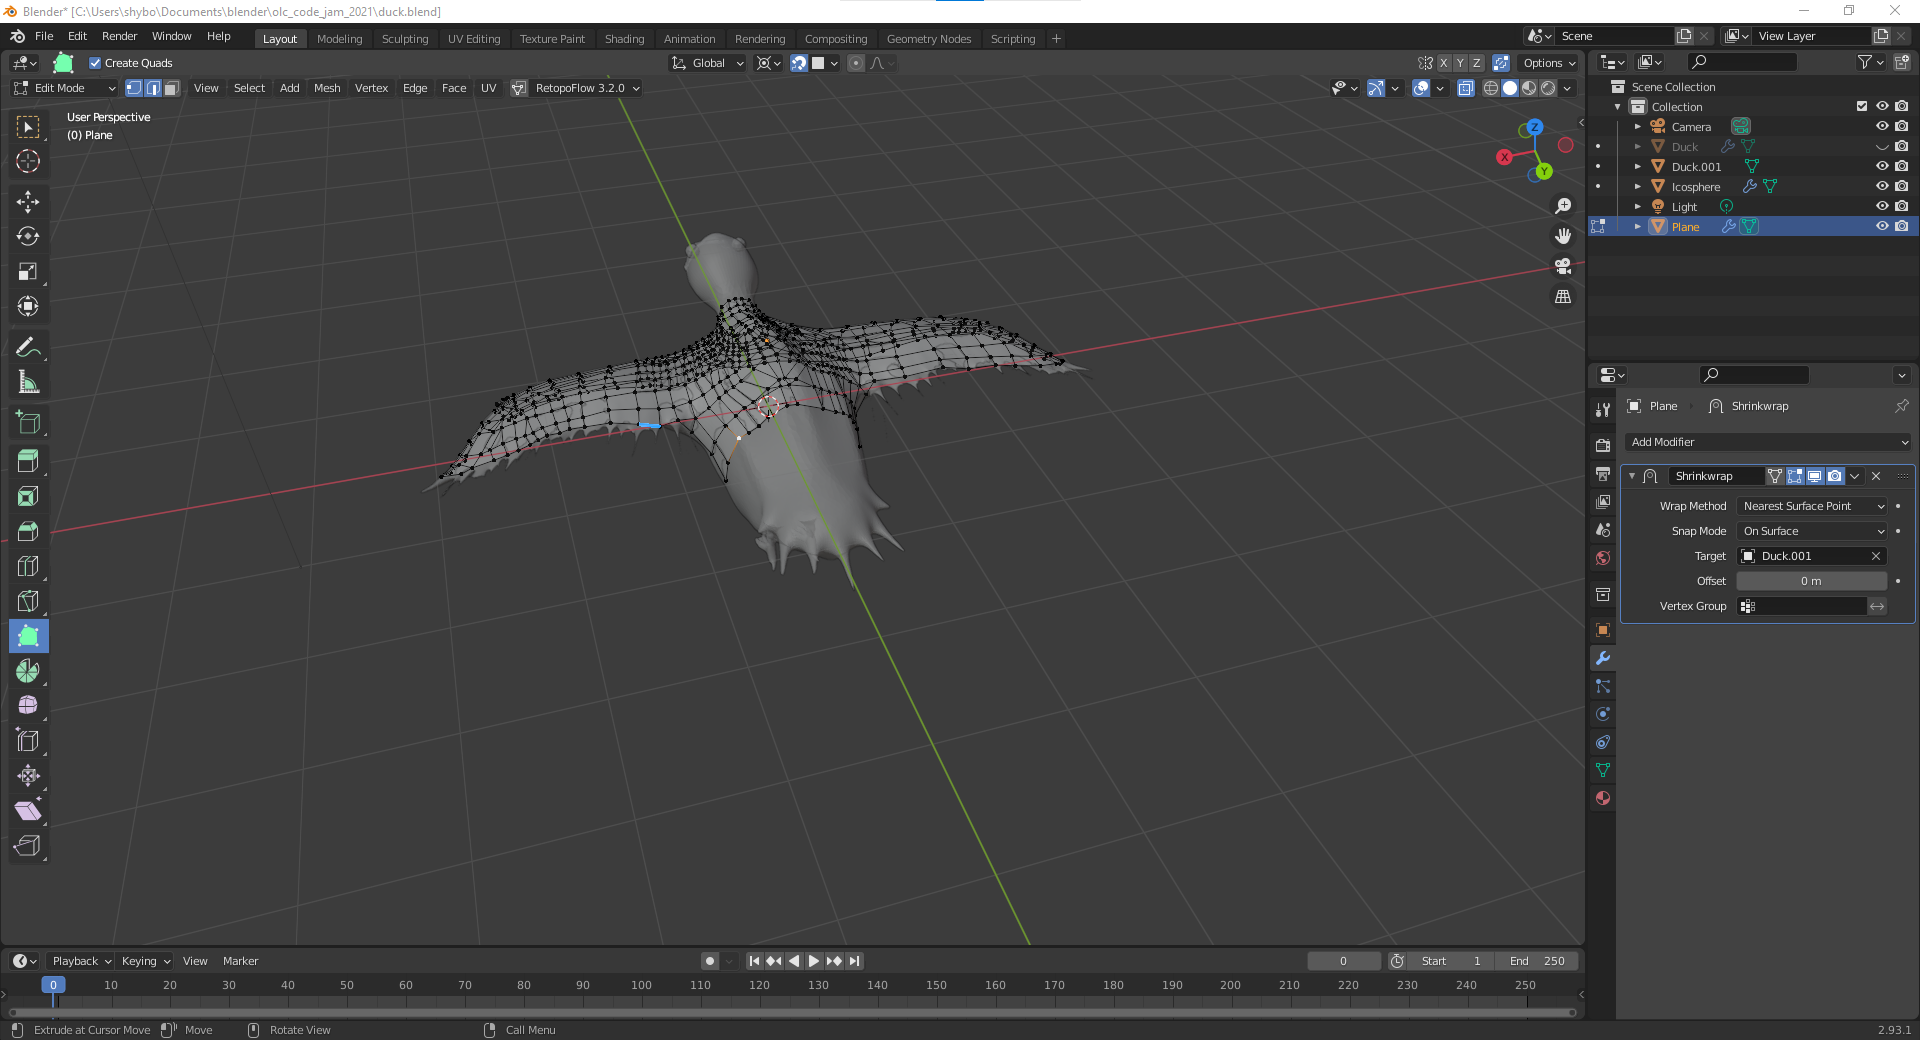 Blender* [C:\Users\shybo\Documents\blender\olc_code_jam_2021\duck.blend]
File Edit Render Window Help Layout Modeling Sculpting UV Editing Texture Paint Shading Animation Rendering Compositing Geometry Nodes Scripting + Scene View Layer
Create Quads Global X Y Z Options
Edit Mode View Select Add Mesh Vertex Edge Face UV RetopoFlow 3.2.0
User Perspective
(0) Plane
Z
X
Y
Scene Collection
Collection
Camera
Duck
Duck.001
Icosphere
Light
Plane
Plane Shrinkwrap
Add Modifier
Shrinkwrap
Wrap Method Nearest Surface Point
Snap Mode On Surface
Target Duck.001
Offset 0 m
Vertex Group
Playback Keying View Marker 0 Start 1 End 250
0 10 20 30 40 50 60 70 80 90 100 110 120 130 140 150 160 170 180 190 200 210 220 230 240 250
Extrude at Cursor Move Move Rotate View Call Menu 2.93.1